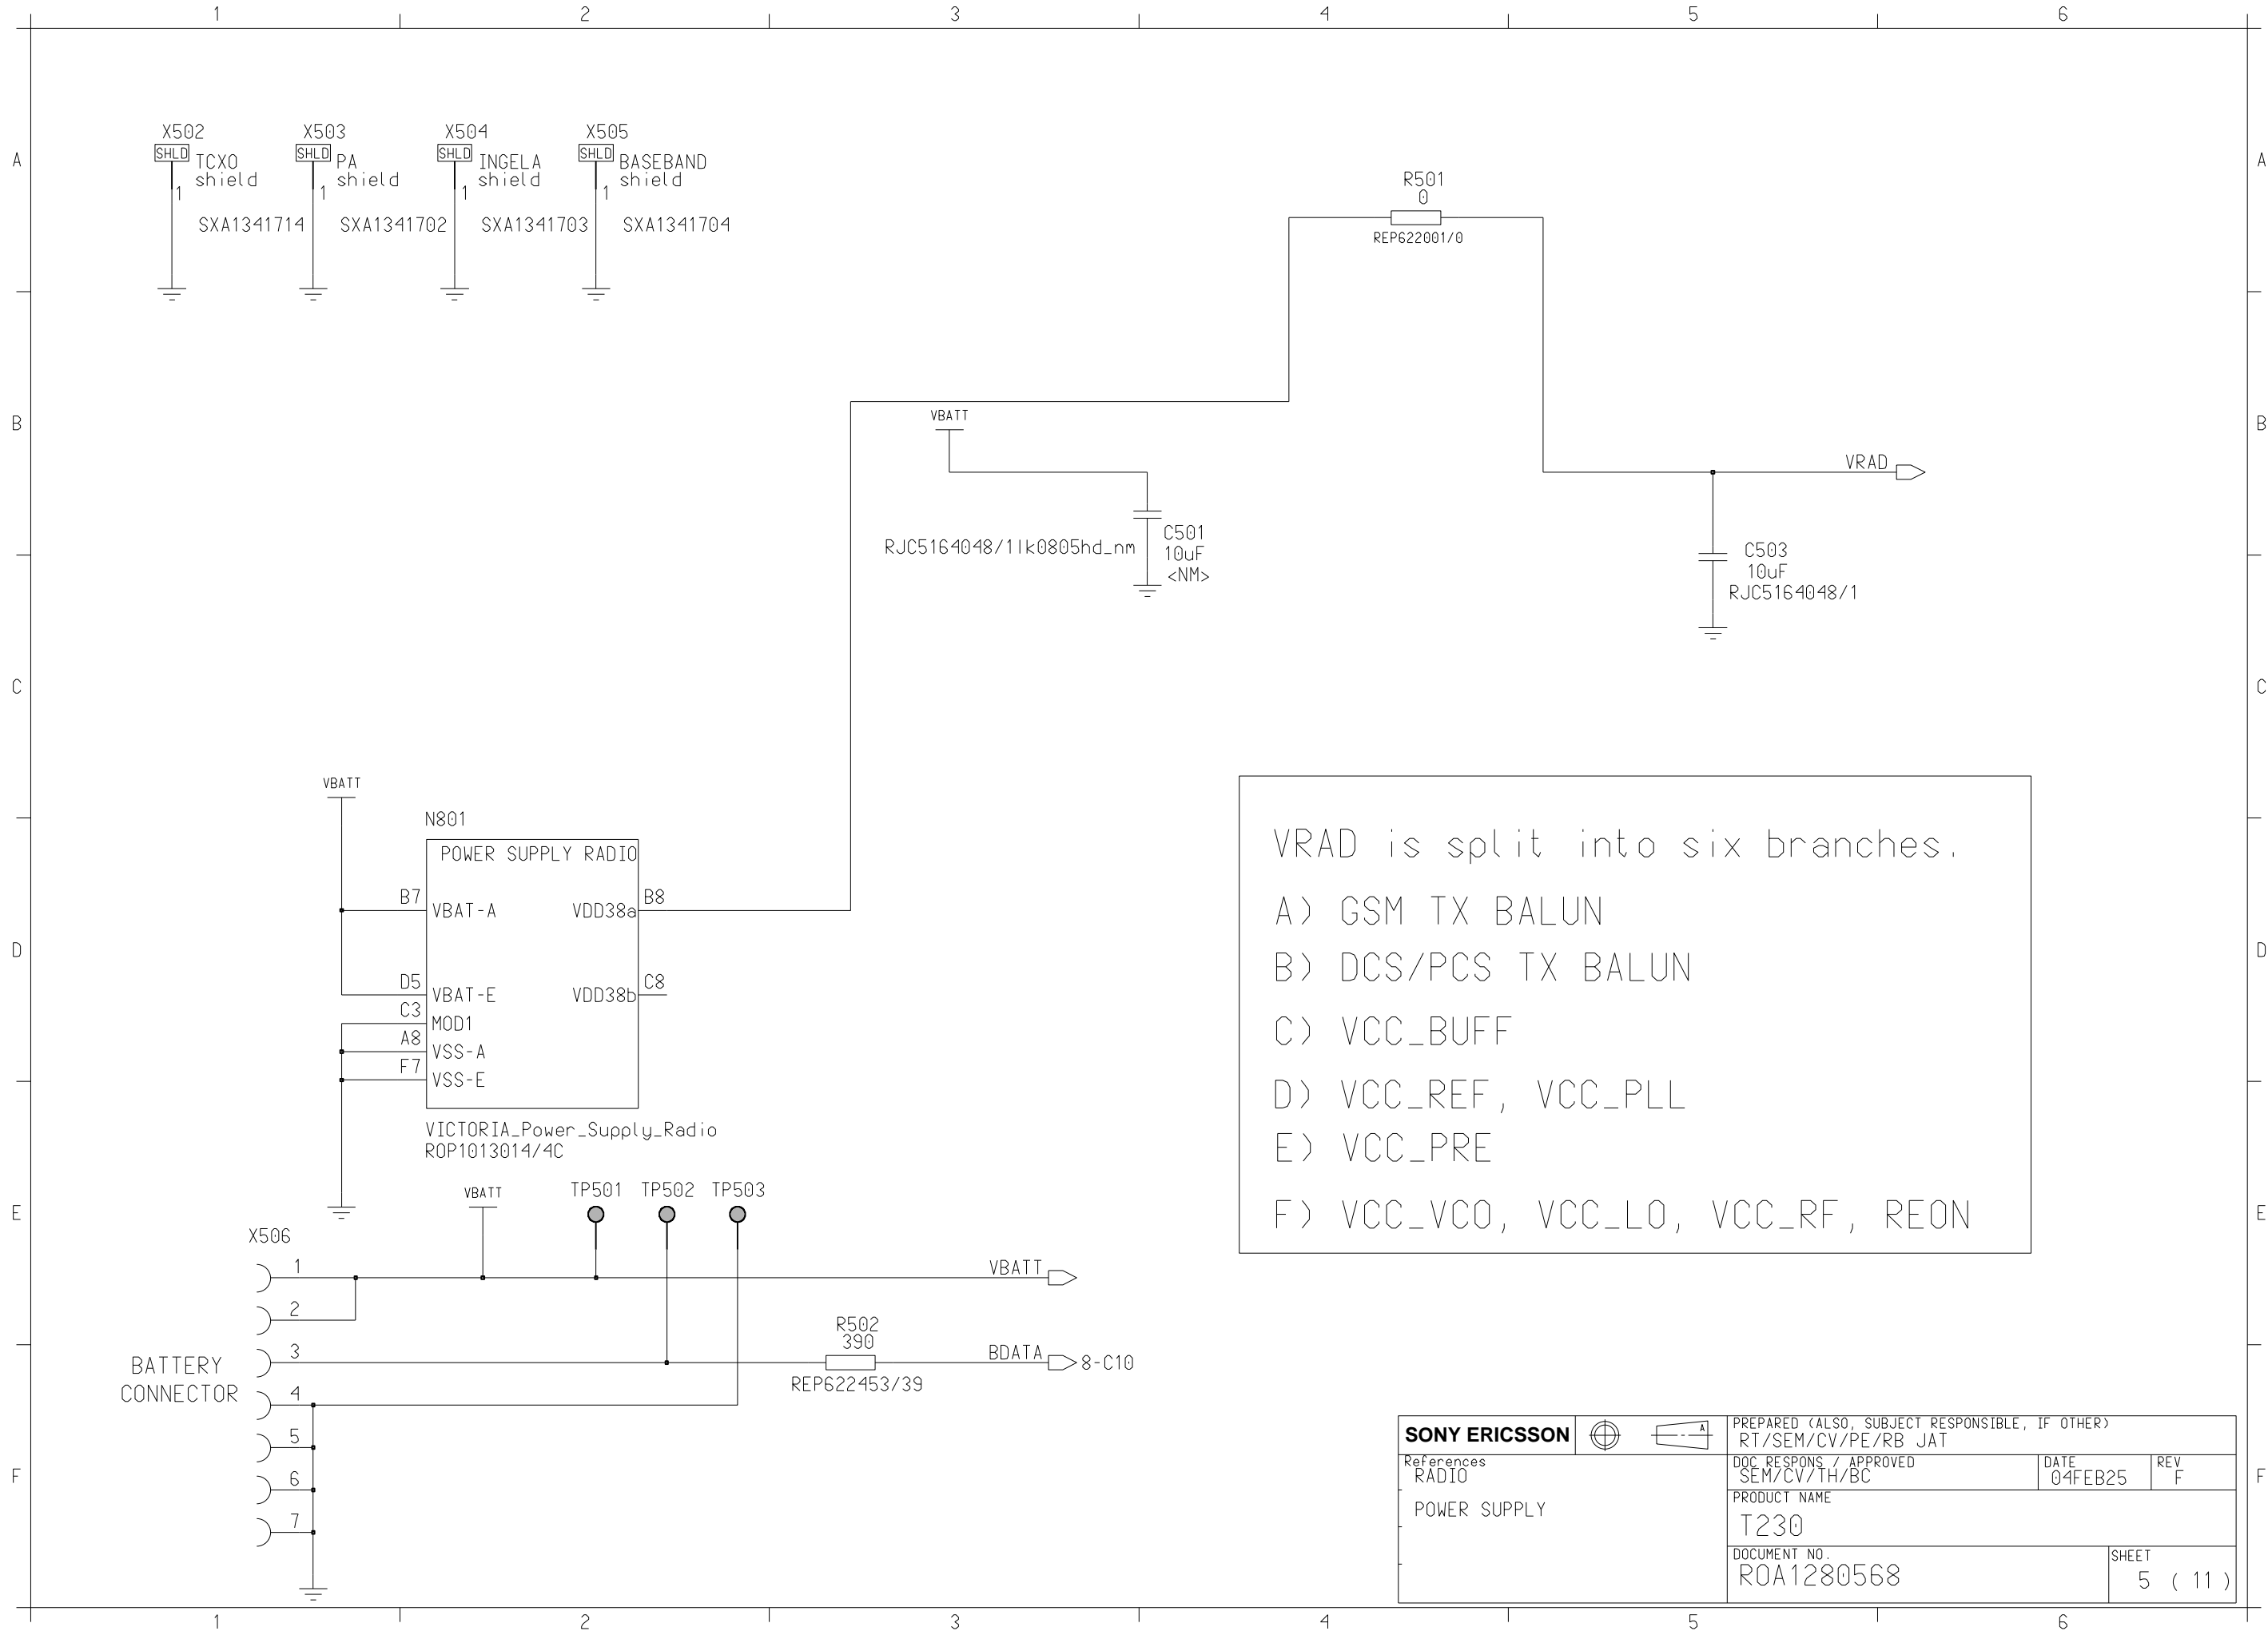 1 2 3 4 5 6
A A
X502 X503 X504 X505
SHLD SHLD SHLD SHLD
TCXO PA INGELA BASEBAND
shield shield shield shield
1 1 1 1
SXA1341714 SXA1341702 SXA1341703 SXA1341704
R501
0
REP622001/0
B B
VBATT
VRAD
RJC5164048/1lk0805hd_nm
C501
10uF
<NM>
C503
10uF
RJC5164048/1
C C
VBATT
N801
POWER SUPPLY RADIO
B7 VBAT-A VDD38a B8
D5 VBAT-E VDD38b C8
C3 MOD1
A8 VSS-A
F7 VSS-E
VICTORIA_Power_Supply_Radio
ROP1013014/4C
D D
VRAD is split into six branches.
A) GSM TX BALUN
B) DCS/PCS TX BALUN
C) VCC_BUFF
D) VCC_REF, VCC_PLL
E) VCC_PRE
F) VCC_VCO, VCC_LO, VCC_RF, REON
E E
VBATT TP501 TP502 TP503
X506
1
VBATT
2
R502
390
3
BDATA 8-C10
REP622453/39
BATTERY
CONNECTOR
4
5
6
7
F F
SONY ERICSSON
A
PREPARED (ALSO, SUBJECT RESPONSIBLE, IF OTHER)
RT/SEM/CV/PE/RB JAT
References
RADIO
POWER SUPPLY
DOC RESPONS / APPROVED
SEM/CV/TH/BC
DATE
04FEB25
REV
F
PRODUCT NAME
T230
DOCUMENT NO.
ROA1280568
SHEET
5 ( 11 )
1 2 3 4 5 6